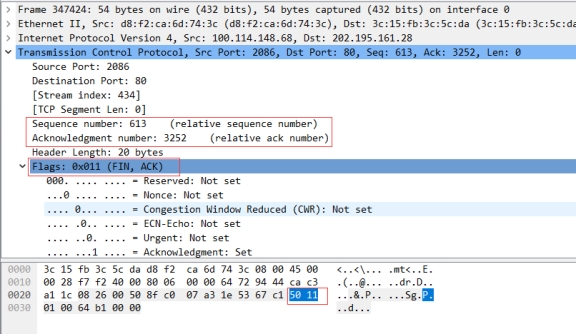 Frame 347424: 54 bytes on wire (432 bits), 54 bytes captured (432 bits) on interface 0
Ethernet II, Src: d8:f2:ca:6d:74:3c (d8:f2:ca:6d:74:3c), Dst: 3c:15:fb:3c:5c:da (3c:15:fb:3c:5c:da
Internet Protocol Version 4, Src: 100.114.148.68, Dst: 202.195.161.28
Transmission Control Protocol, Src Port: 2086, Dst Port: 80, Seq: 613, Ack: 3252, Len: 0
Source Port: 2086
Destination Port: 80
[Stream index: 434]
[TCP Segment Len: 0]
Sequence number: 613 (relative sequence number)
Acknowledgment number: 3252 (relative ack number)
Header Length: 20 bytes
Flags: 0x011 (FIN, ACK)
000. .... .... = Reserved: Not set
...0 .... .... = Nonce: Not set
.... 0... .... = Congestion Window Reduced (CWR): Not set
.... .0.. .... = ECN-Echo: Not set
.... ..0. .... = Urgent: Not set
.... ...1 .... = Acknowledgment: Set
0000 3c 15 fb 3c 5c da d8 f2 ca 6d 74 3c 08 00 45 00 <..<\... .mt<..E.
0010 00 28 f7 f2 40 00 80 06 00 00 64 72 94 44 ca c3 .(..@... ..dr.D..
0020 a1 1c 08 26 00 50 8f c0 07 a3 1e 53 67 c1 50 11 ...&.P.. ...Sg.P.
0030 01 00 64 b1 00 00 ..d...